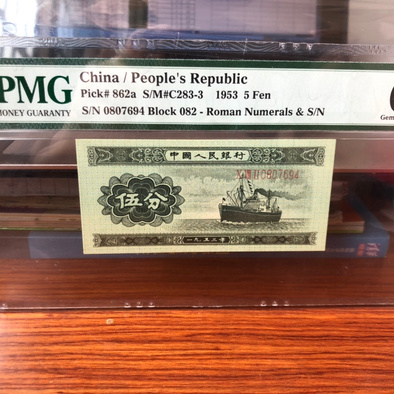 PMG
MONEY GUARANTY
China / People's Republic
Pick# 862a S/M#C283-3 1953 5 Fen
S/N 0807694 Block 082 - Roman Numerals & S/N
Gem
中國人民銀行
0807694
伍分
一九五三年